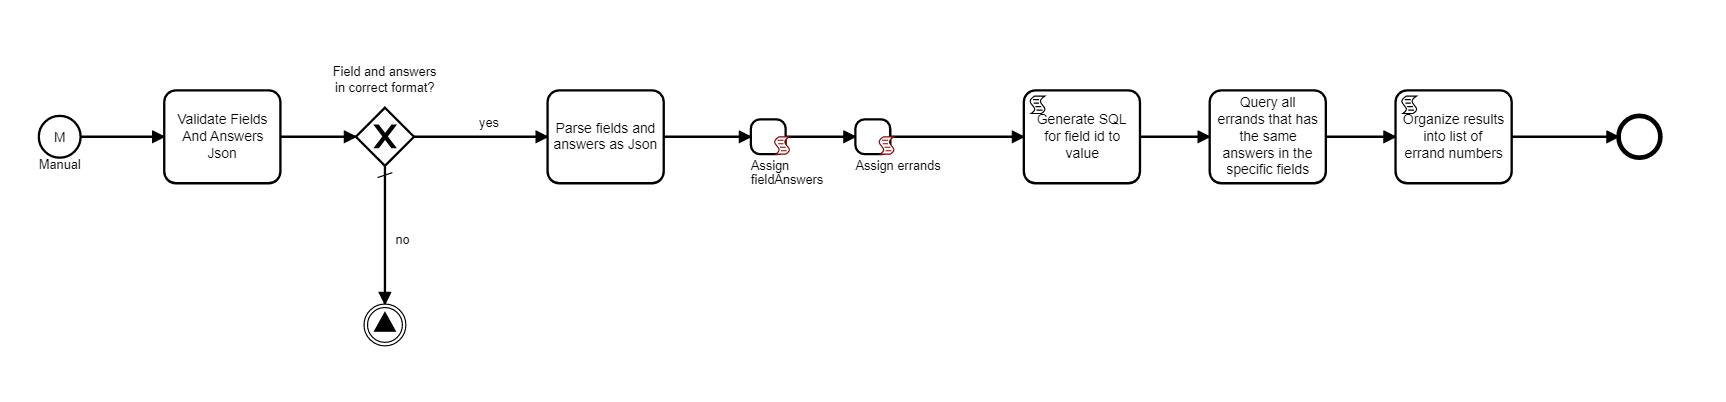 M
Manual
Validate Fields
And Answers
Json
Field and answers
in correct format?
X
yes
no
Parse fields and
answers as Json
Assign
fieldAnswers
Assign errands
Generate SQL
for field id to
value
Query all
errands that has
the same
answers in the
specific fields
Organize results
into list of
errand numbers